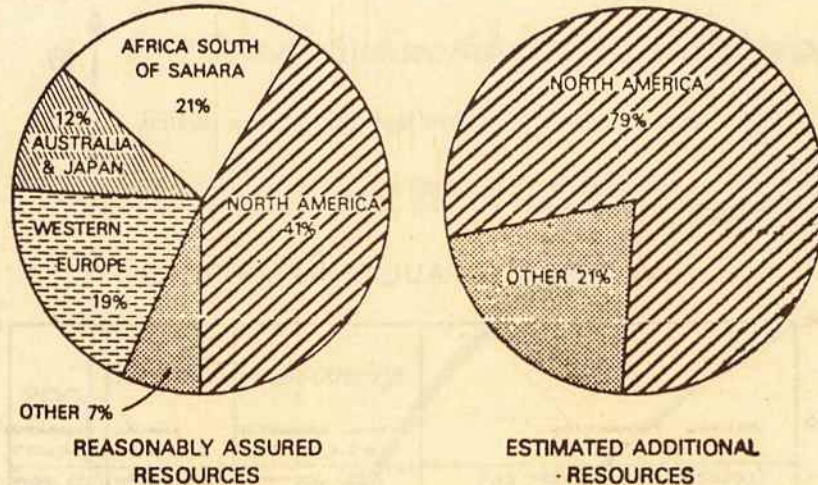 AFRICA SOUTH
OF SAHARA
21%
12%
AUSTRALIA
& JAPAN
NORTH AMERICA
41%
WESTERN
EUROPE
19%
OTHER 7%
REASONABLY ASSURED
RESOURCES
NORTH AMERICA
79%
OTHER 21%
ESTIMATED ADDITIONAL
RESOURCES